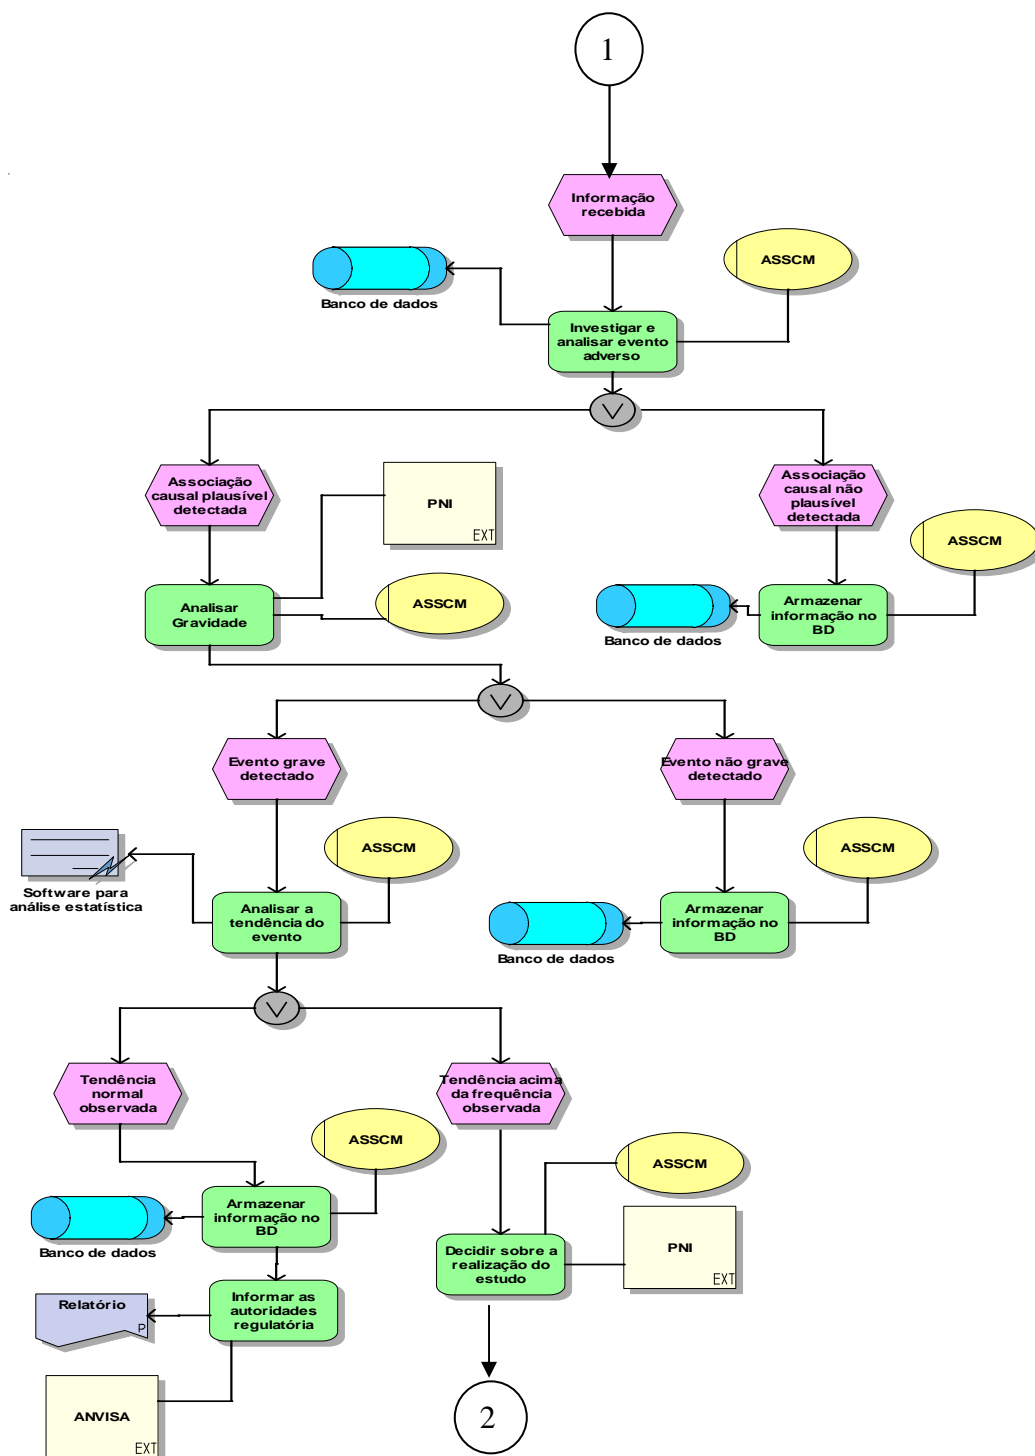 1
Informação
recebida
ASSCM
Banco de dados
Investigar e
analisar evento
adverso
Associação
causal plausível
detectada
PNI
EXT
Associação
causal não
plausível
detectada
ASSCM
Analisar
Gravidade
ASSCM
Armazenar
informação no
BD
Banco de dados
Evento grave
detectado
Evento não grave
detectado
ASSCM
ASSCM
Software para
análise estatística
Analisar a
tendência do
evento
Armazenar
informação no
BD
Banco de dados
Tendência
normal
observada
Tendência acima
da frequência
observada
ASSCM
ASSCM
Armazenar
informação no
BD
Banco de dados
Decidir sobre a
realização do
estudo
PNI
EXT
Relatório
P
Informar as
autoridades
regulatória
ANVISA
EXT
2